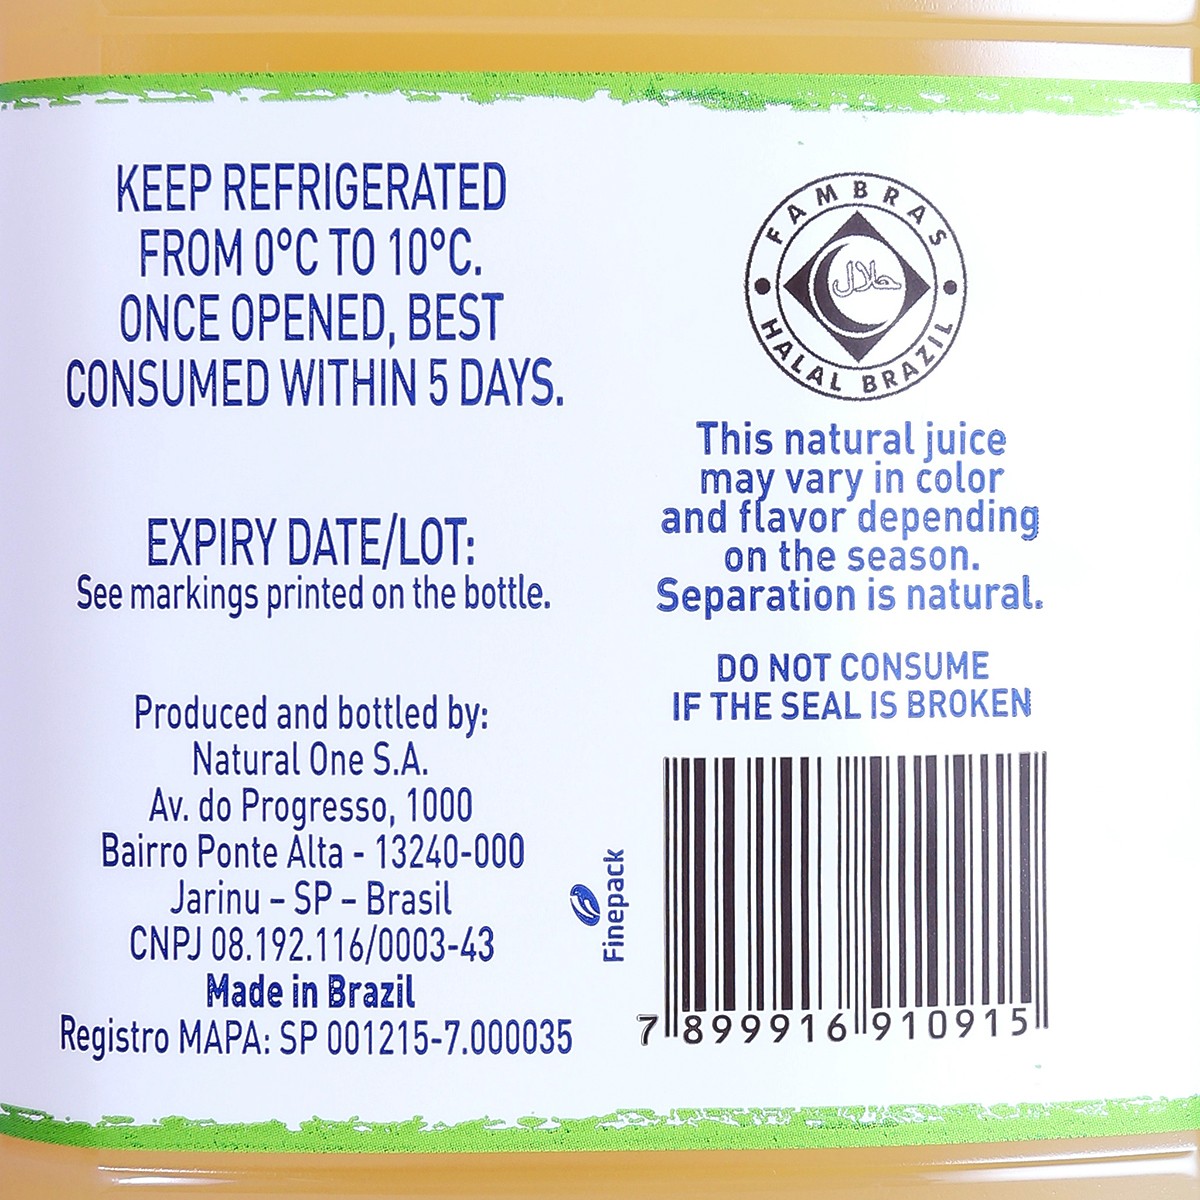 KEEP REFRIGERATED
FROM 0°C TO 10°C.
ONCE OPENED, BEST
CONSUMED WITHIN 5 DAYS.
EXPIRY DATE/LOT:
See markings printed on the bottle.
Produced and bottled by:
Natural One S.A.
Av. do Progresso, 1000
Bairro Ponte Alta - 13240-000
Jarinu – SP – Brasil
CNPJ 08.192.116/0003-43
Made in Brazil
Registro MAPA: SP 001215-7.000035
FAMBRAS
حلال
HALAL BRAZIL
This natural juice
may vary in color
and flavor depending
on the season.
Separation is natural.
DO NOT CONSUME
IF THE SEAL IS BROKEN
Finepack
7 899916 910915